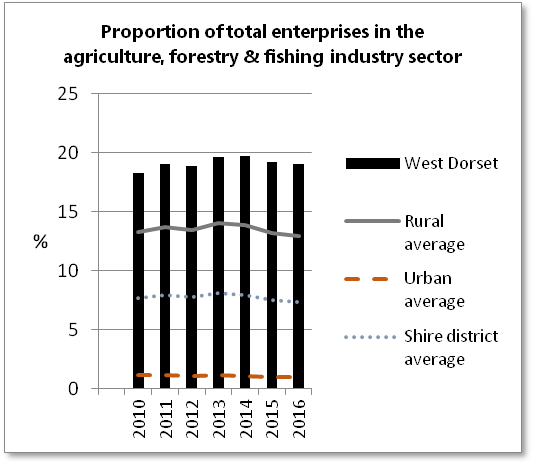 Proportion of total enterprises in the
agriculture, forestry & fishing industry sector
25
20
15
10
5
0
%
2010
2011
2012
2013
2014
2015
2016
West Dorset
Rural
average
Urban
average
Shire district
average